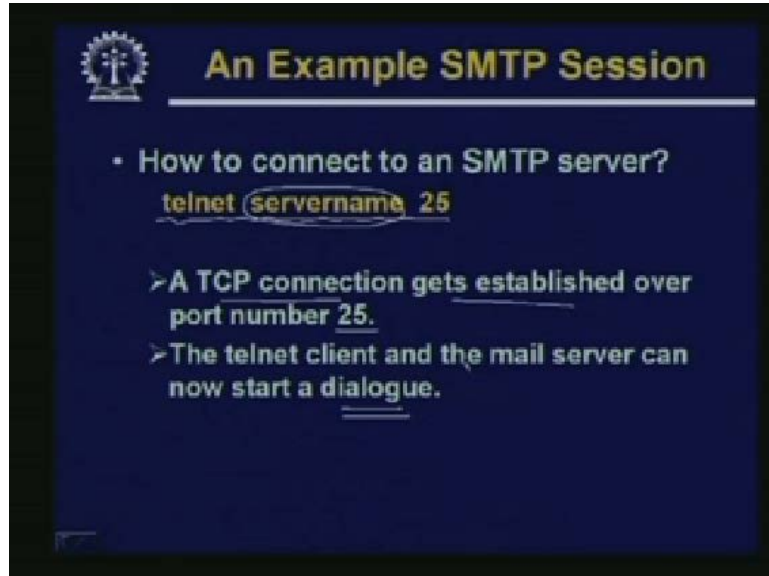 An Example SMTP Session
• How to connect to an SMTP server?
telnet servername 25
➢A TCP connection gets established over
port number 25.
➢The telnet client and the mail server can
now start a dialogue.